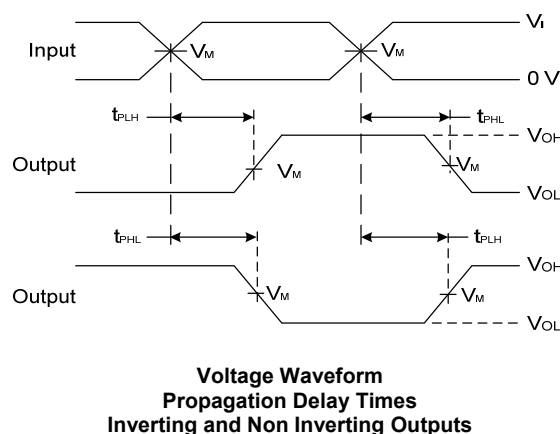 VI
Input
VM
VM
0 V
tPLH
tPHL
VOH
Output
VM
VM
VOL
tPHL
tPLH
VOH
Output
VM
VM
VOL
Voltage Waveform
Propagation Delay Times
Inverting and Non Inverting Outputs